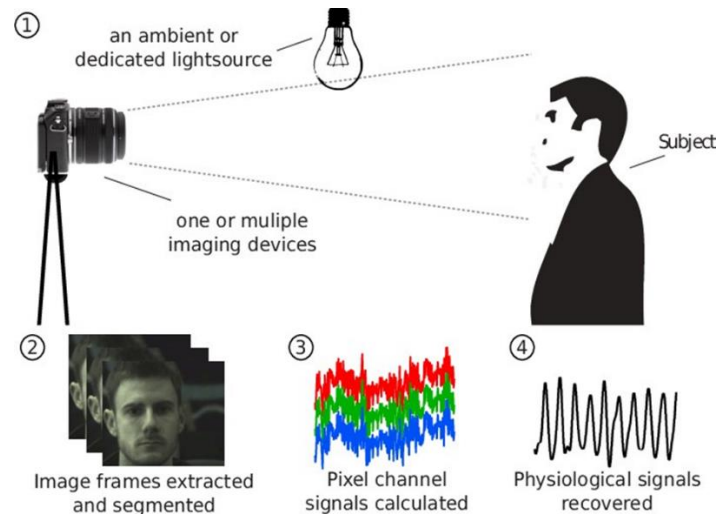 ①
an ambient or
dedicated lightsource
Subject
one or muliple
imaging devices
②
Image frames extracted
and segmented
③
Pixel channel
signals calculated
④
Physiological signals
recovered